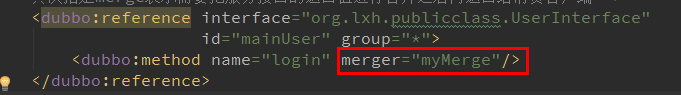 <dubbo:reference interface="org.lxh.publicclass.UserInterface"
id="mainUser" group="*">
<dubbo:method name="login" merger="myMerge"/>
</dubbo:reference>